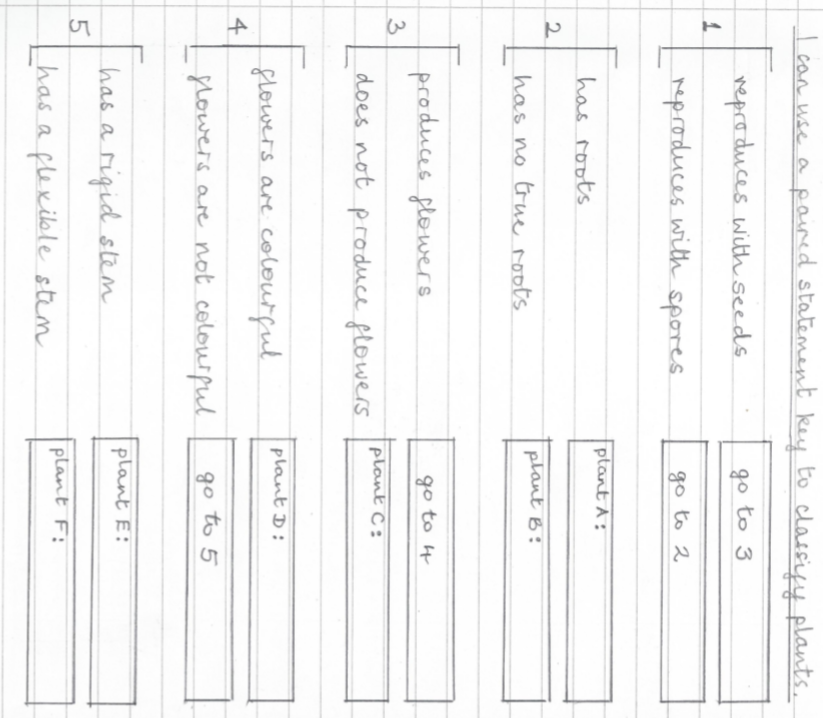 I can use a paired statement key to classify plants.
1
reproduces with seeds go to 3
reproduces with spores go to 2
2
has roots plant A:
has no true roots plant B:
3
produces flowers go to 4
does not produce flowers plant C:
4
flowers are colourful plant D:
flowers are not colourful go to 5
5
has a rigid stem plant E:
has a flexible stem plant F: